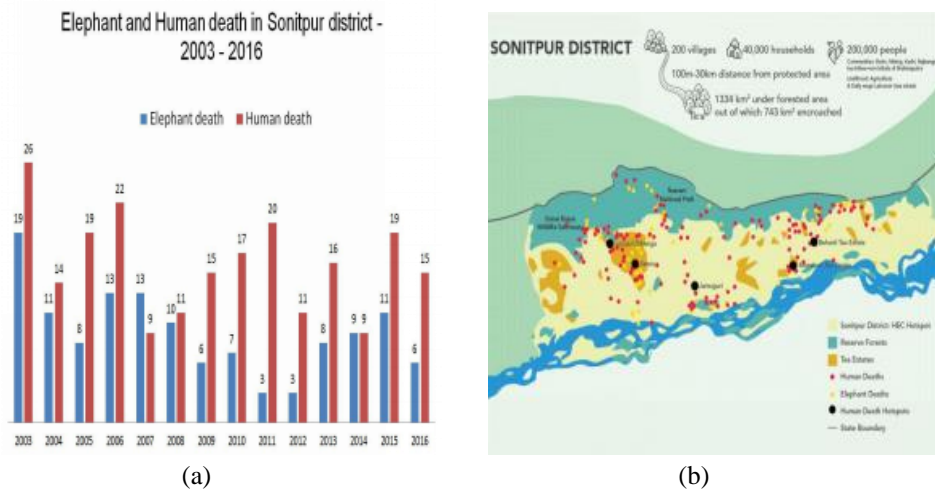 Elephant and Human death in Sonitpur district -
2003 - 2016
Elephant death Human death
26
19
11
14
8
19
13
22
13
9
10
11
6
15
7
17
3
20
3
11
8
16
9
9
11
19
6
15
2003 2004 2005 2006 2007 2008 2009 2010 2011 2012 2013 2014 2015 2016
(a)
SONITPUR DISTRICT
200 villages 40,000 households 200,000 people
100m-30km distance from protected area
1334 km² under forested area
out of which 743 km² encroached
National Park
Behali Tea Estate
Sonitpur District: HEC Hotspot
Reserve Forests
Tea Estates
Human Deaths
Elephant Deaths
Human Death Hotspots
State Boundary
(b)